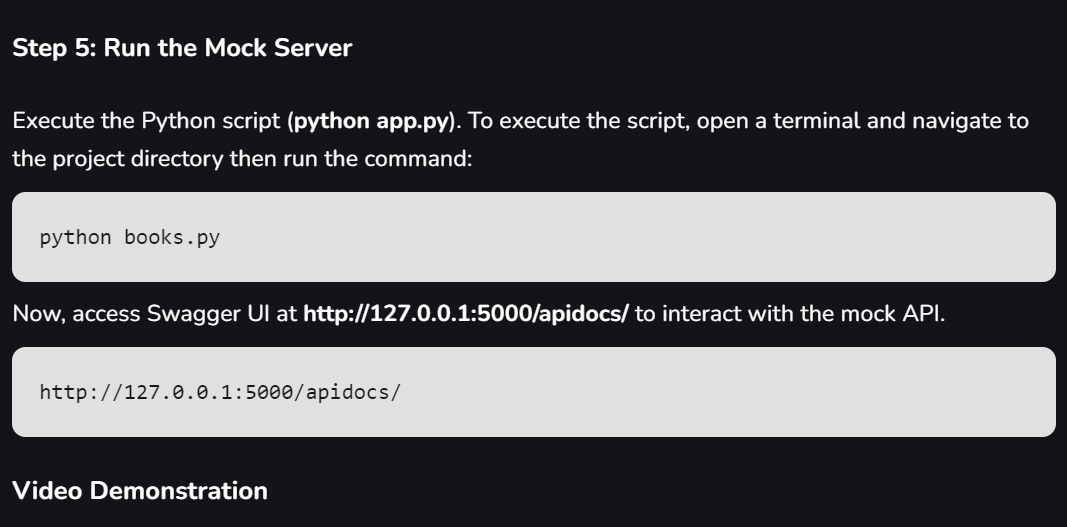 Step 5: Run the Mock Server
Execute the Python script (python app.py). To execute the script, open a terminal and navigate to
the project directory then run the command:
python books.py
Now, access Swagger UI at http://127.0.0.1:5000/apidocs/ to interact with the mock API.
http://127.0.0.1:5000/apidocs/
Video Demonstration